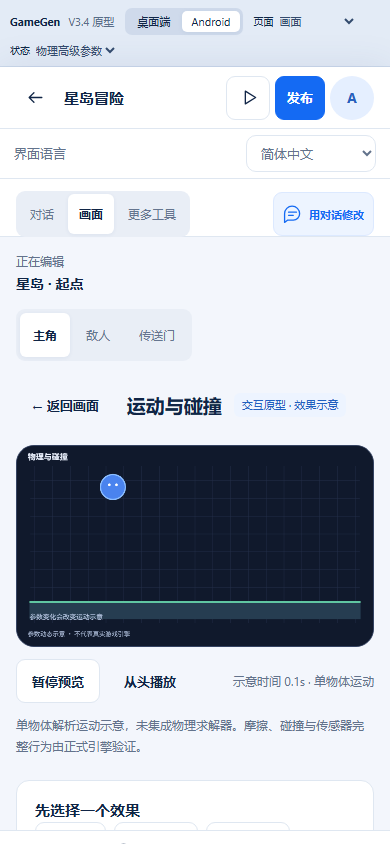 GameGen V3.4 原型 桌面端 Android 页面 画面
状态 物理高级参数
星岛冒险 发布 A
界面语言 简体中文
对话 画面 更多工具 用对话修改
正在编辑
星岛 · 起点
主角 敌人 传送门
← 返回画面 运动与碰撞 交互原型 · 效果示意
物理与碰撞
参数变化会改变运动示意
参数动态示意 · 不代表真实游戏引擎
暂停预览 从头播放 示意时间 0.1s · 单物体运动
单物体解析运动示意，未集成物理求解器。摩擦、碰撞与传感器完
整行为由正式引擎验证。
先选择一个效果